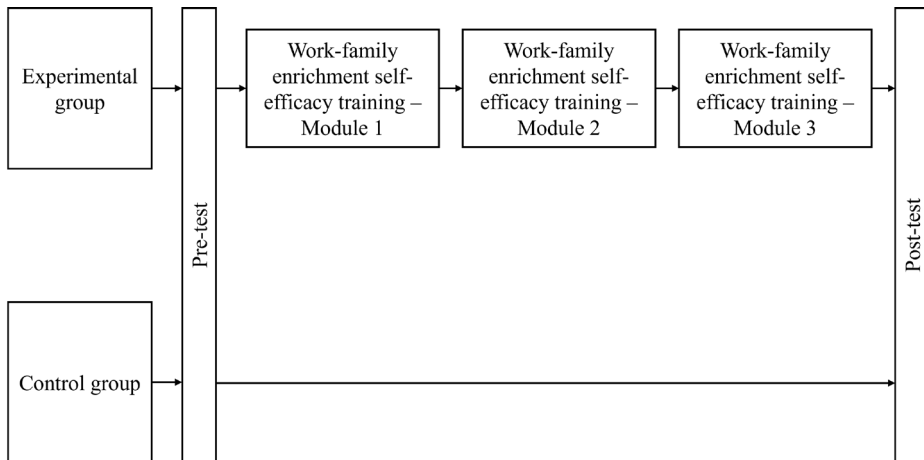 Experimental
group
Pre-test
Work-family
enrichment self-
efficacy training –
Module 1
Work-family
enrichment self-
efficacy training –
Module 2
Work-family
enrichment self-
efficacy training –
Module 3
Post-test
Control group